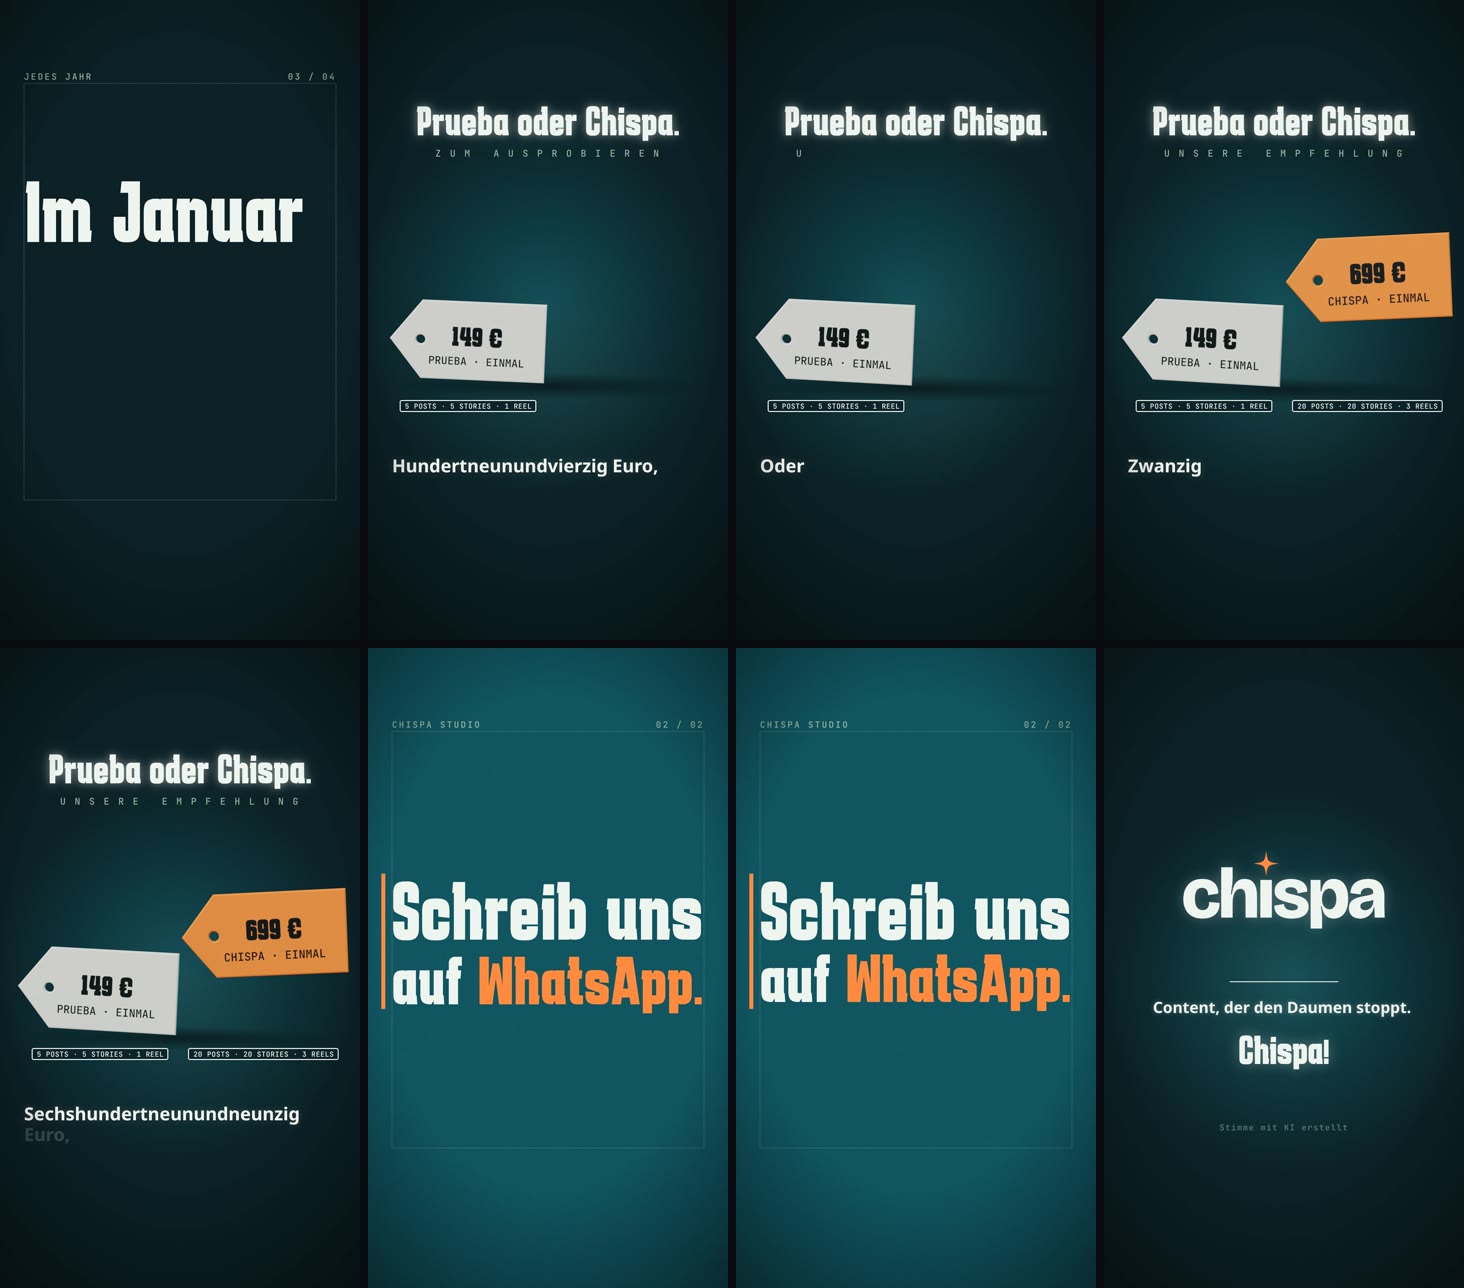 JEDES JAHR
03 / 04
Im Januar
Prueba oder Chispa.
ZUM AUSPROBIEREN
149 €
PRUEBA · EINMAL
5 POSTS · 5 STORIES · 1 REEL
Hundertneunundvierzig Euro,
Prueba oder Chispa.
U
149 €
PRUEBA · EINMAL
5 POSTS · 5 STORIES · 1 REEL
Oder
Prueba oder Chispa.
UNSERE EMPFEHLUNG
699 €
CHISPA · EINMAL
149 €
PRUEBA · EINMAL
5 POSTS · 5 STORIES · 1 REEL
20 POSTS · 20 STORIES · 3 REELS
Zwanzig
Prueba oder Chispa.
UNSERE EMPFEHLUNG
699 €
CHISPA · EINMAL
149 €
PRUEBA · EINMAL
5 POSTS · 5 STORIES · 1 REEL
20 POSTS · 20 STORIES · 3 REELS
Sechshundertneunundneunzig
Euro,
CHISPA STUDIO
02 / 02
Schreib uns
auf WhatsApp.
CHISPA STUDIO
02 / 02
Schreib uns
auf WhatsApp.
chispa
Content, der den Daumen stoppt.
Chispa!
Stimme mit KI erstellt